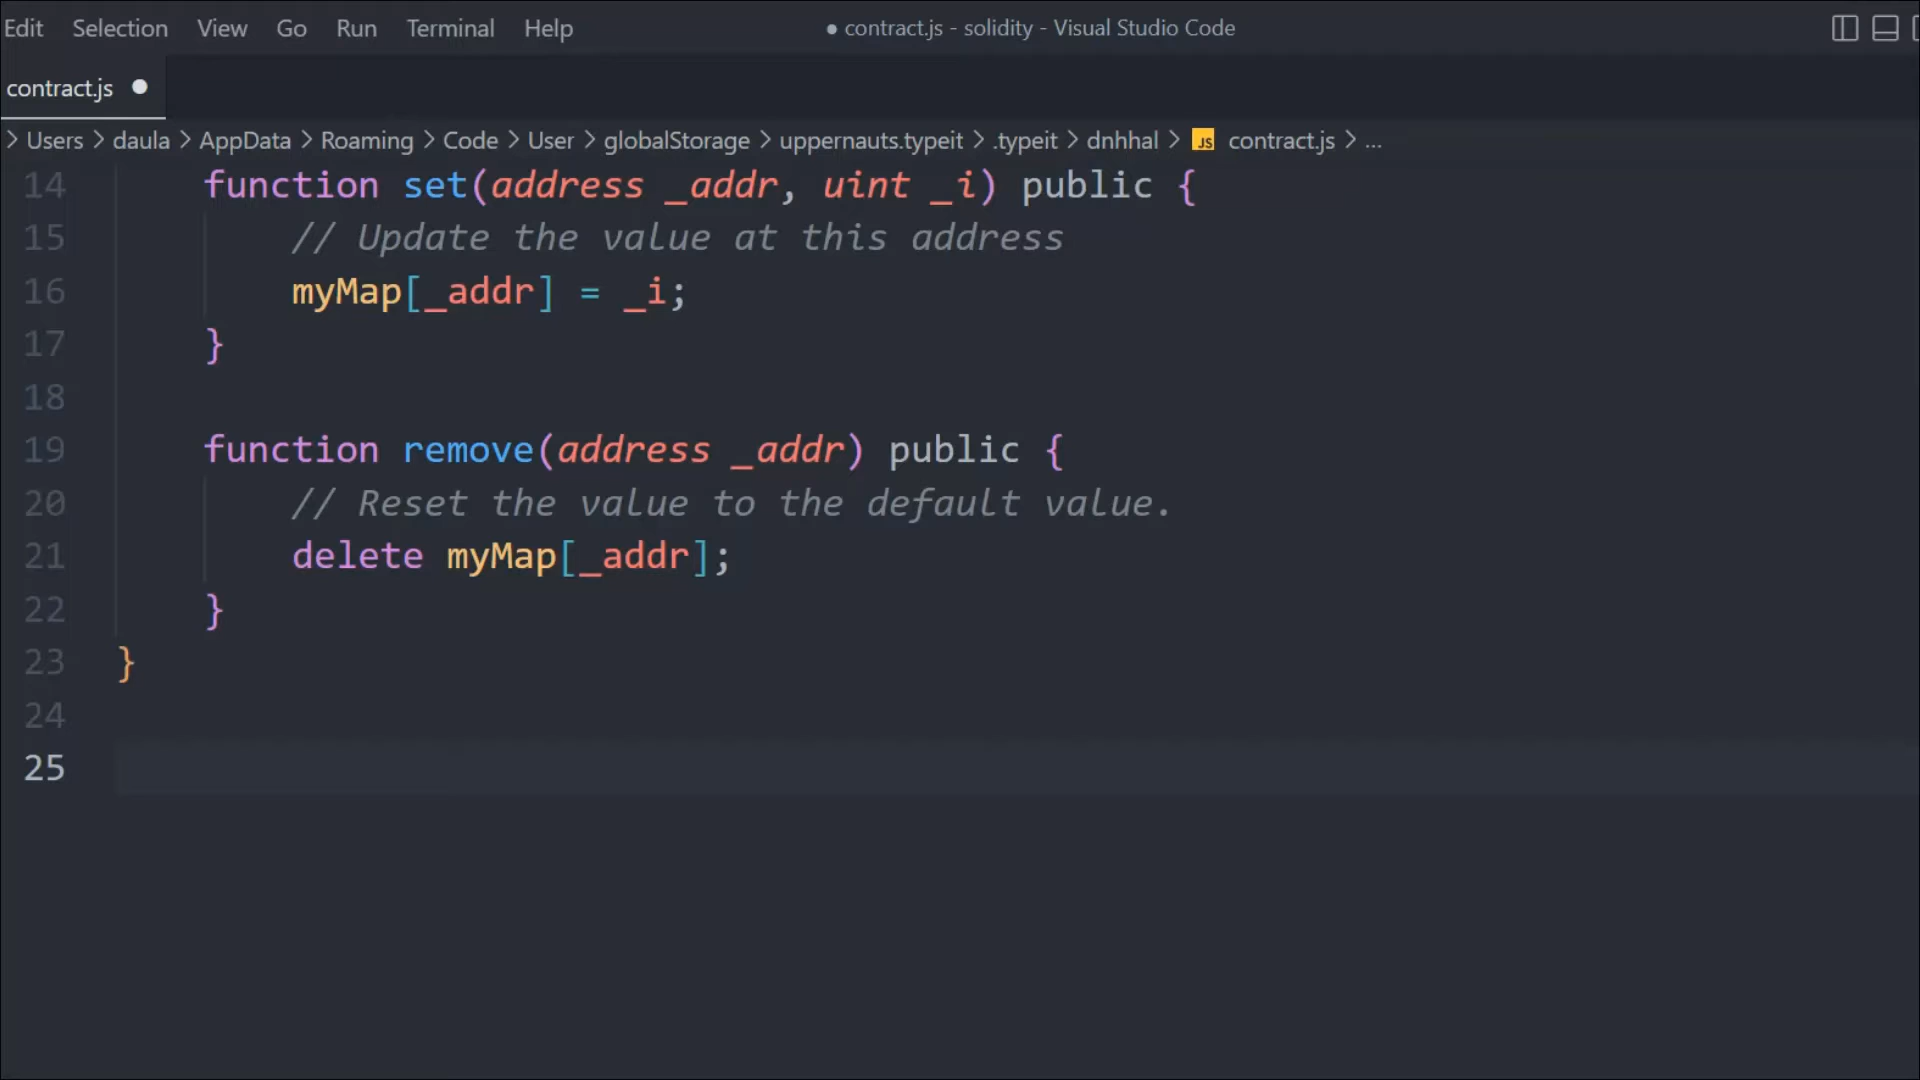 Edit Selection View Go Run Terminal Help ● contract.js - solidity - Visual Studio Code
contract.js ●
> Users > daula > AppData > Roaming > Code > User > globalStorage > uppernauts.typeit > .typeit > dnhhal > JS contract.js > ...
14 function set(address _addr, uint _i) public {
15 // Update the value at this address
16 myMap[_addr] = _i;
17 }
18
19 function remove(address _addr) public {
20 // Reset the value to the default value.
21 delete myMap[_addr];
22 }
23 }
24
25